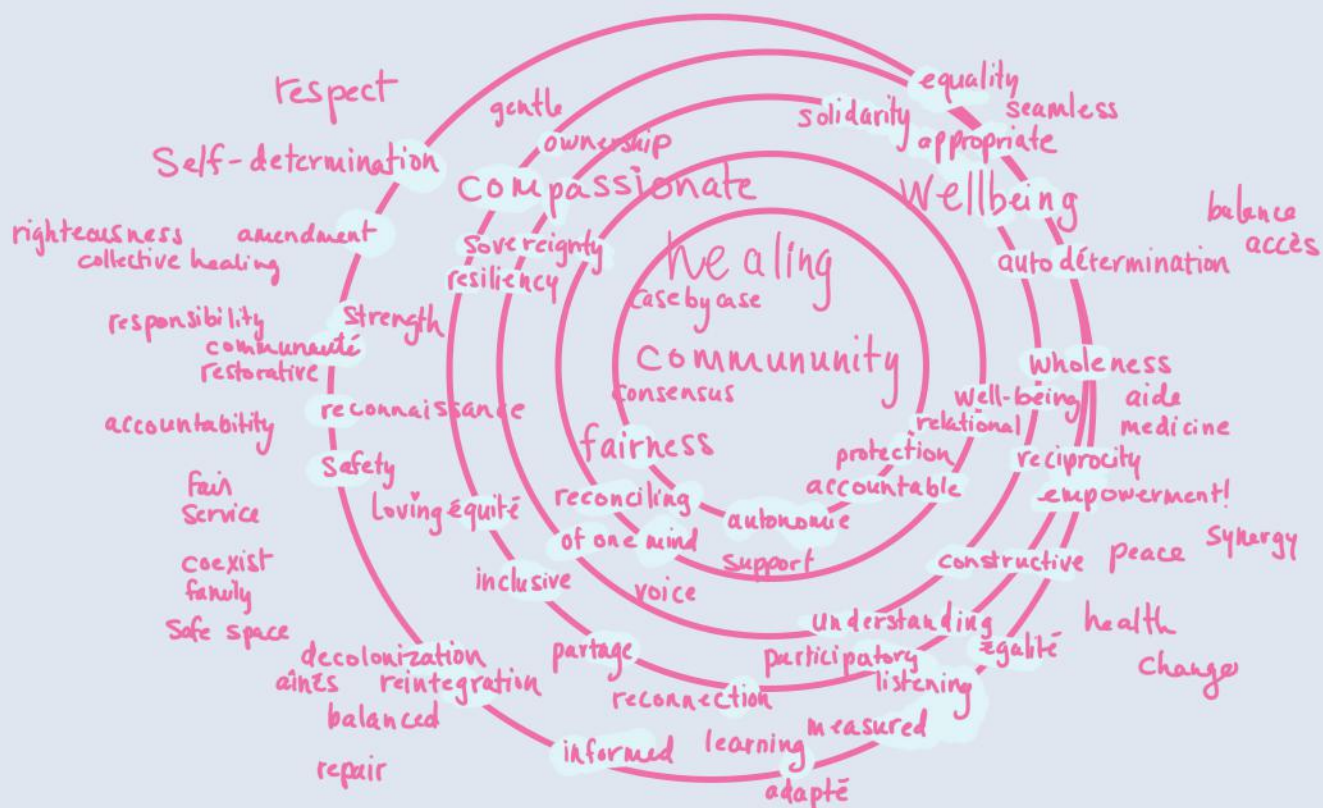 respect
gentle
equality
solidarity
seamless
ownership
appropriate
Self-determination
compassionate
Wellbeing
balance
accès
righteousness
amendment
collective healing
sovereignty
resiliency
healing
case by case
auto détermination
responsibility
strength
communauté
restorative
commununity
consensus
wholeness
well-being
relational
aide
medicine
accountability
reconnaissance
fairness
protection
reciprocity
Safety
accountable
empowerment!
fair
service
Loving équité
reconciling
autonomie
of one mind
support
constructive
peace
synergy
coexist
family
Safe space
inclusive
voice
understanding
health
change
decolonization
aînés
reintegration
balanced
repair
partage
participatory
égalité
listening
reconnection
informed
learning
measured
adapté